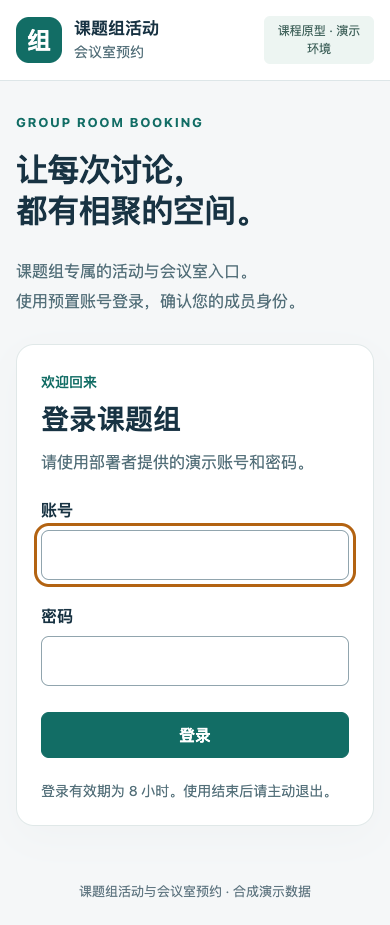 组
课题组活动
会议室预约
课程原型 · 演示
环境
GROUP ROOM BOOKING
让每次讨论，
都有相聚的空间。
课题组专属的活动与会议室入口。
使用预置账号登录，确认您的成员身份。
欢迎回来
登录课题组
请使用部署者提供的演示账号和密码。
账号
密码
登录
登录有效期为 8 小时。使用结束后请主动退出。
课题组活动与会议室预约 · 合成演示数据